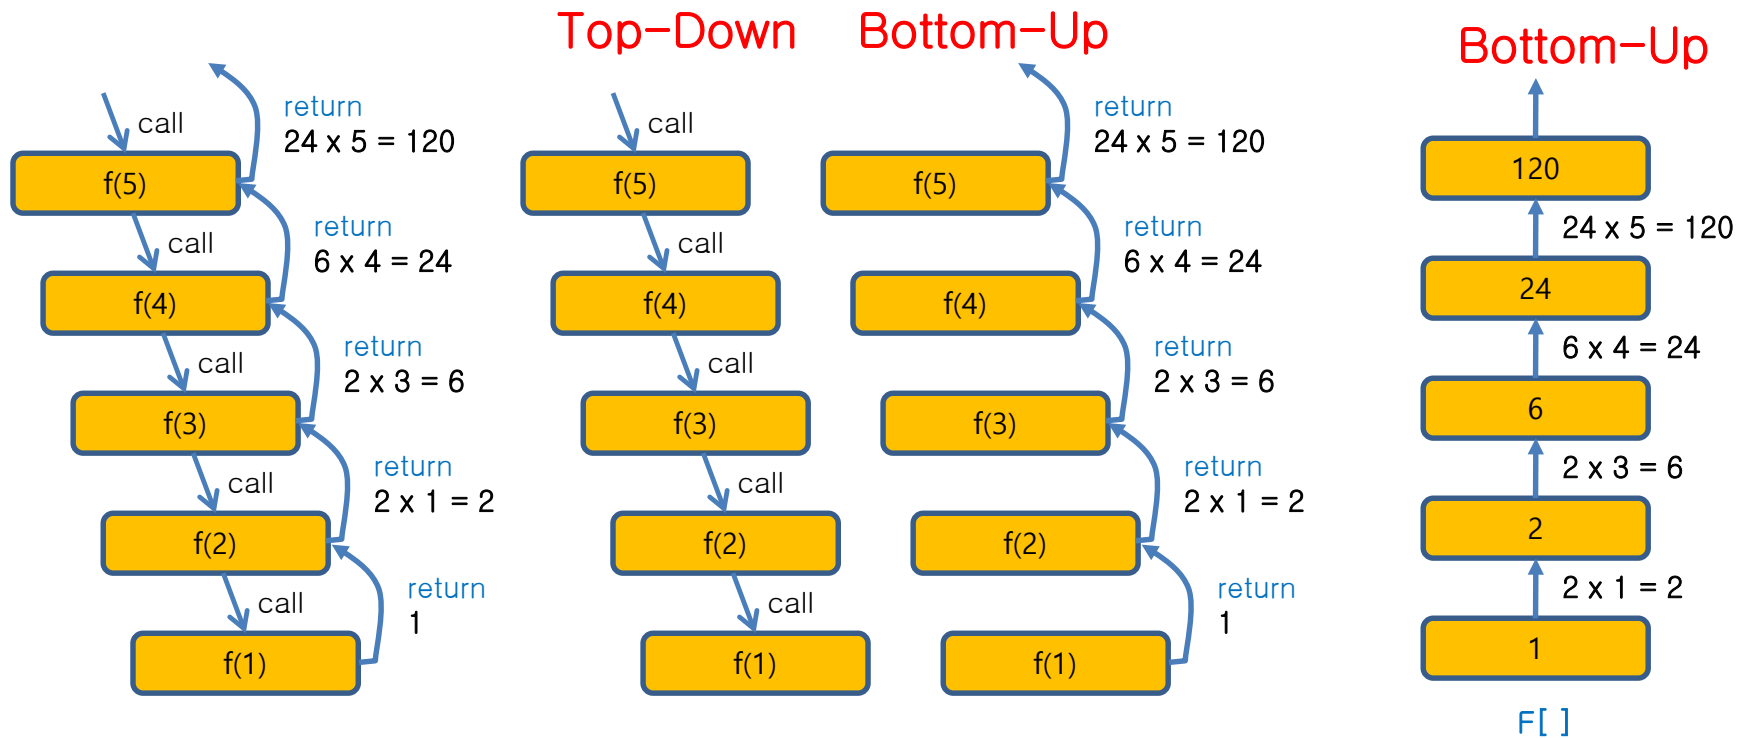 Top-Down
Bottom-Up
Bottom-Up
call
return
24 x 5 = 120
f(5)
call
return
6 x 4 = 24
f(4)
call
return
2 x 3 = 6
f(3)
call
return
2 x 1 = 2
f(2)
call
return
1
f(1)
call
f(5)
call
f(4)
call
f(3)
call
f(2)
call
f(1)
return
24 x 5 = 120
f(5)
return
6 x 4 = 24
f(4)
return
2 x 3 = 6
f(3)
return
2 x 1 = 2
f(2)
return
1
f(1)
120
24 x 5 = 120
24
6 x 4 = 24
6
2 x 3 = 6
2
2 x 1 = 2
1
F[ ]